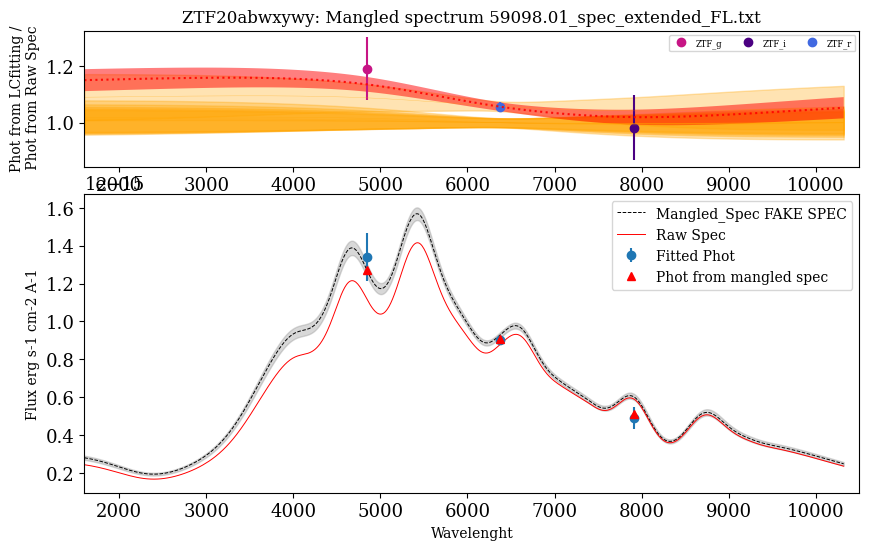 ZTF20abwxywy: Mangled spectrum 59098.01_spec_extended_FL.txt
Phot from LCfitting /
Phot from Raw Spec
ZTF_g ZTF_i ZTF_r
1.2
1.0
2000 3000 4000 5000 6000 7000 8000 9000 10000
1e−15
Mangled_Spec FAKE SPEC
Raw Spec
Fitted Phot
Phot from mangled spec
Flux erg s-1 cm-2 A-1
1.6
1.4
1.2
1.0
0.8
0.6
0.4
0.2
2000 3000 4000 5000 6000 7000 8000 9000 10000
Wavelenght